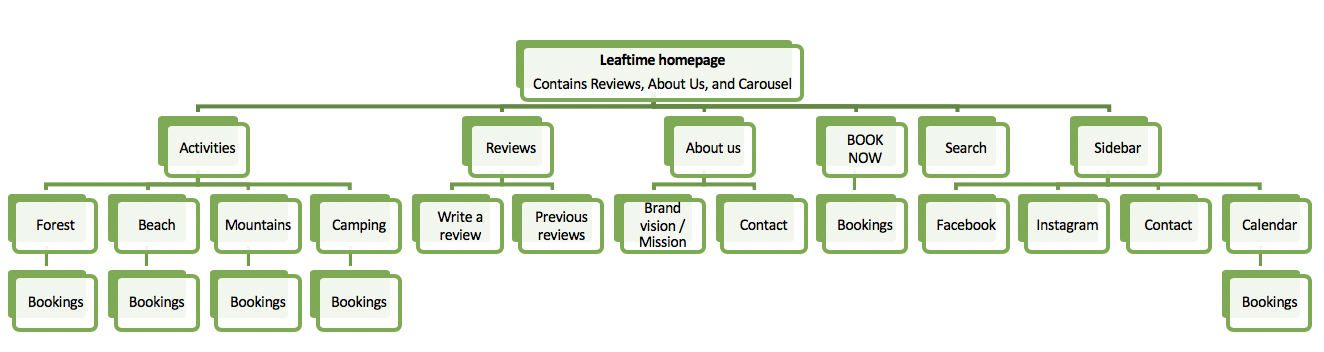 Leaftime homepage
Contains Reviews, About Us, and Carousel
Activities
Reviews
About us
BOOK
NOW
Search
Sidebar
Forest
Beach
Mountains
Camping
Write a
review
Previous
reviews
Brand
vision /
Mission
Contact
Bookings
Facebook
Instagram
Contact
Calendar
Bookings
Bookings
Bookings
Bookings
Bookings